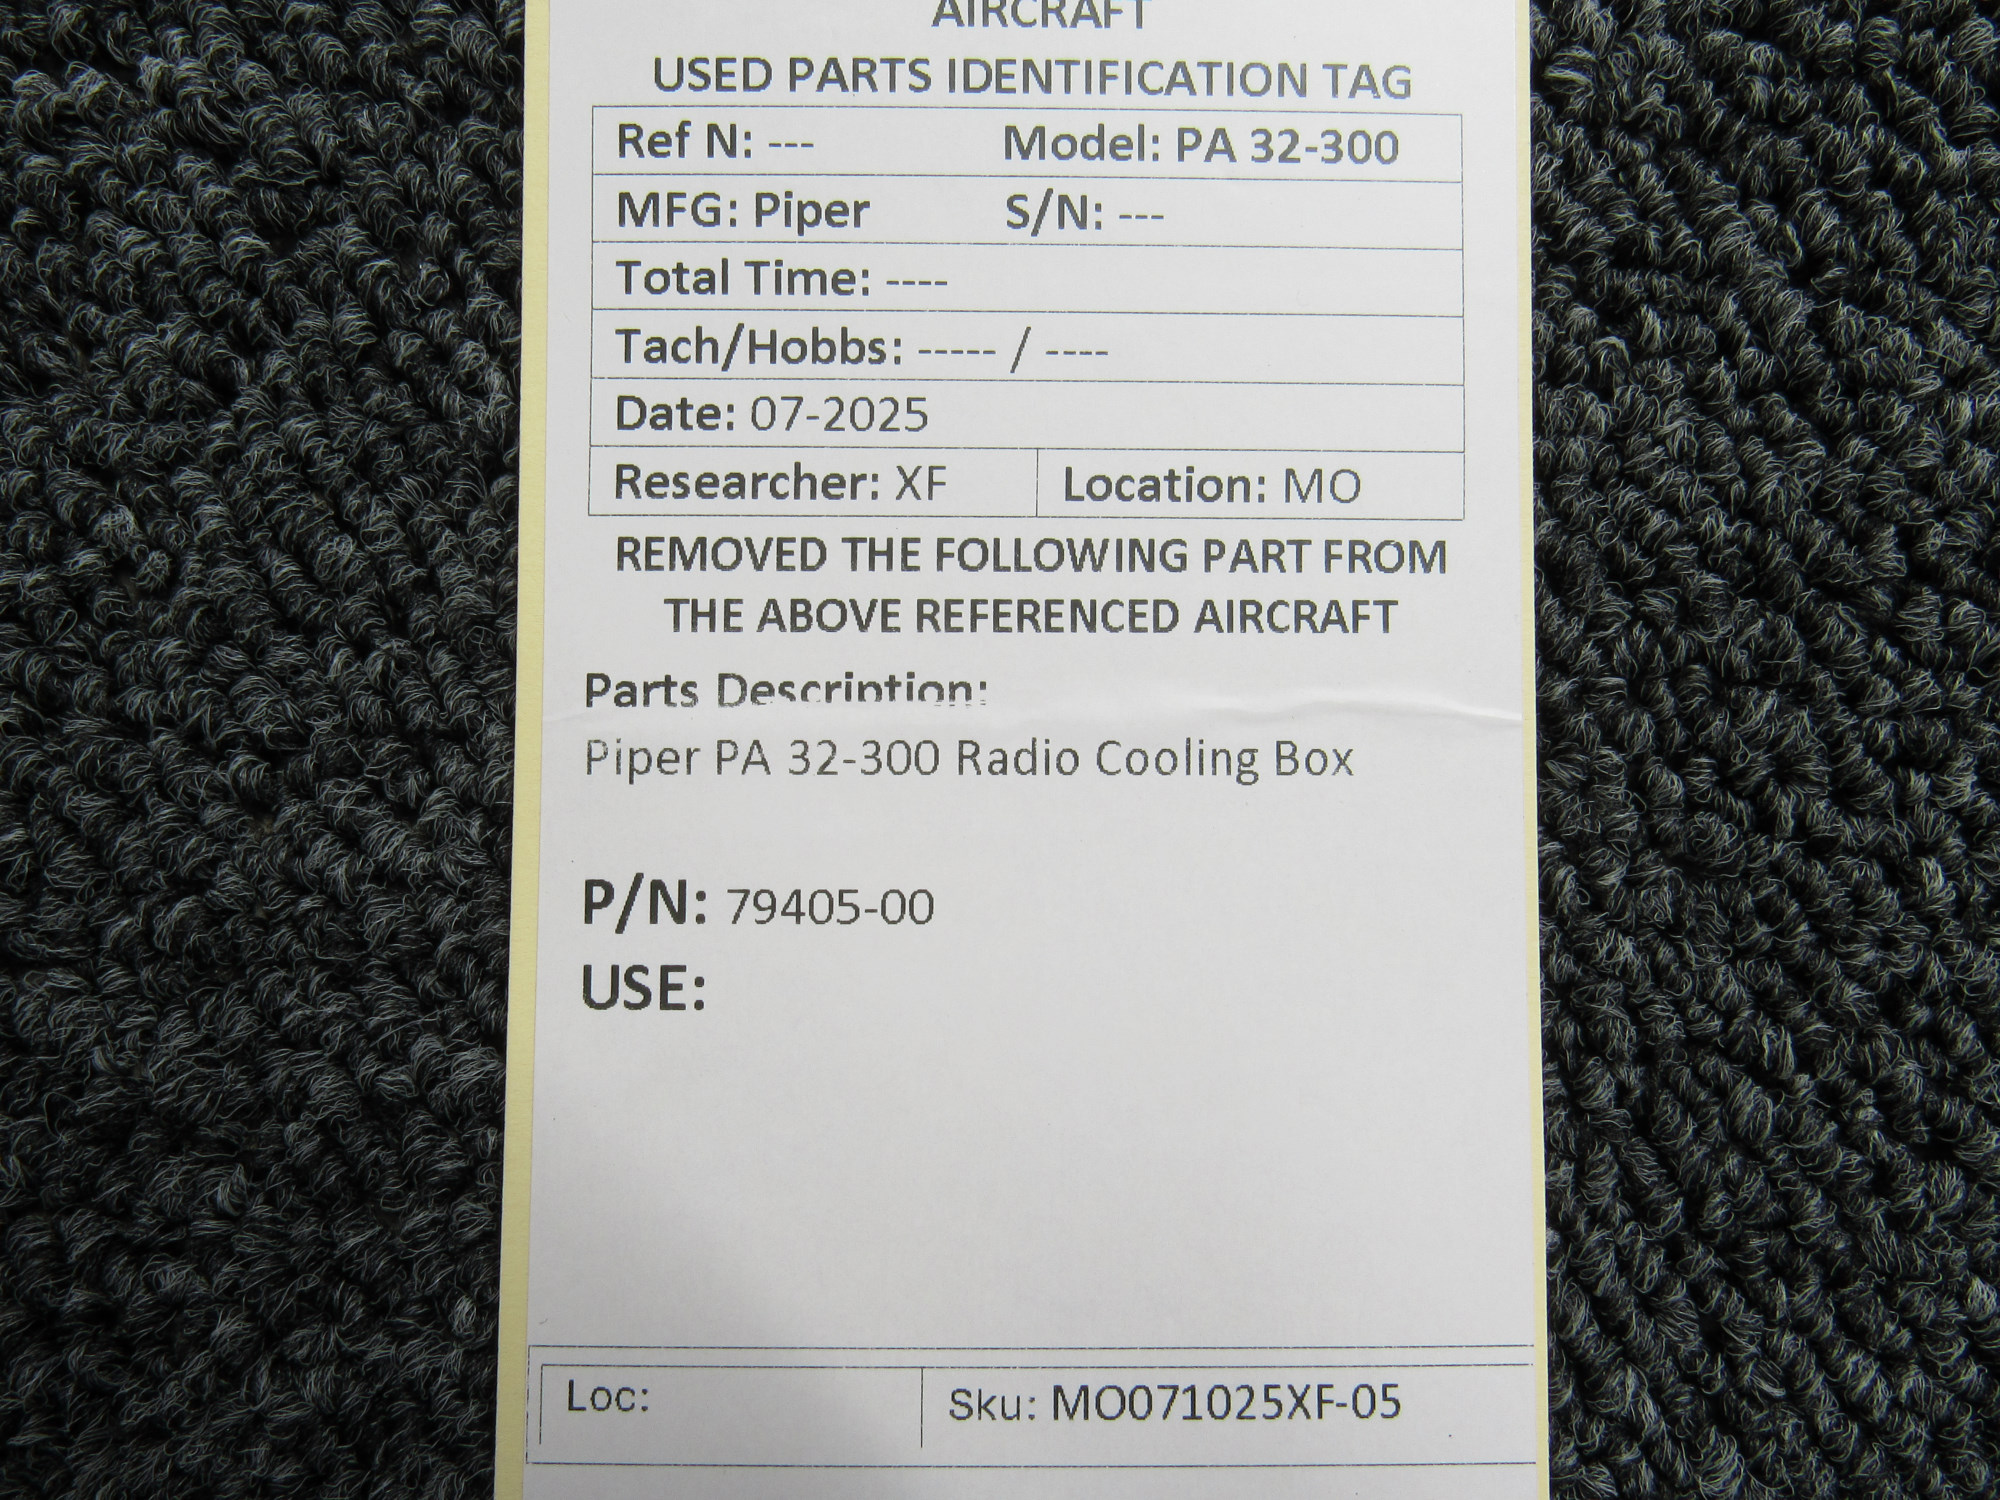 AIRCRAFT
USED PARTS IDENTIFICATION TAG
Ref N: --- Model: PA 32-300
MFG: Piper S/N: ---
Total Time: ----
Tach/Hobbs: ----- / ----
Date: 07-2025
Researcher: XF Location: MO
REMOVED THE FOLLOWING PART FROM
THE ABOVE REFERENCED AIRCRAFT
Parts Description:
Piper PA 32-300 Radio Cooling Box
P/N: 79405-00
USE:
Loc: Sku: MO071025XF-05